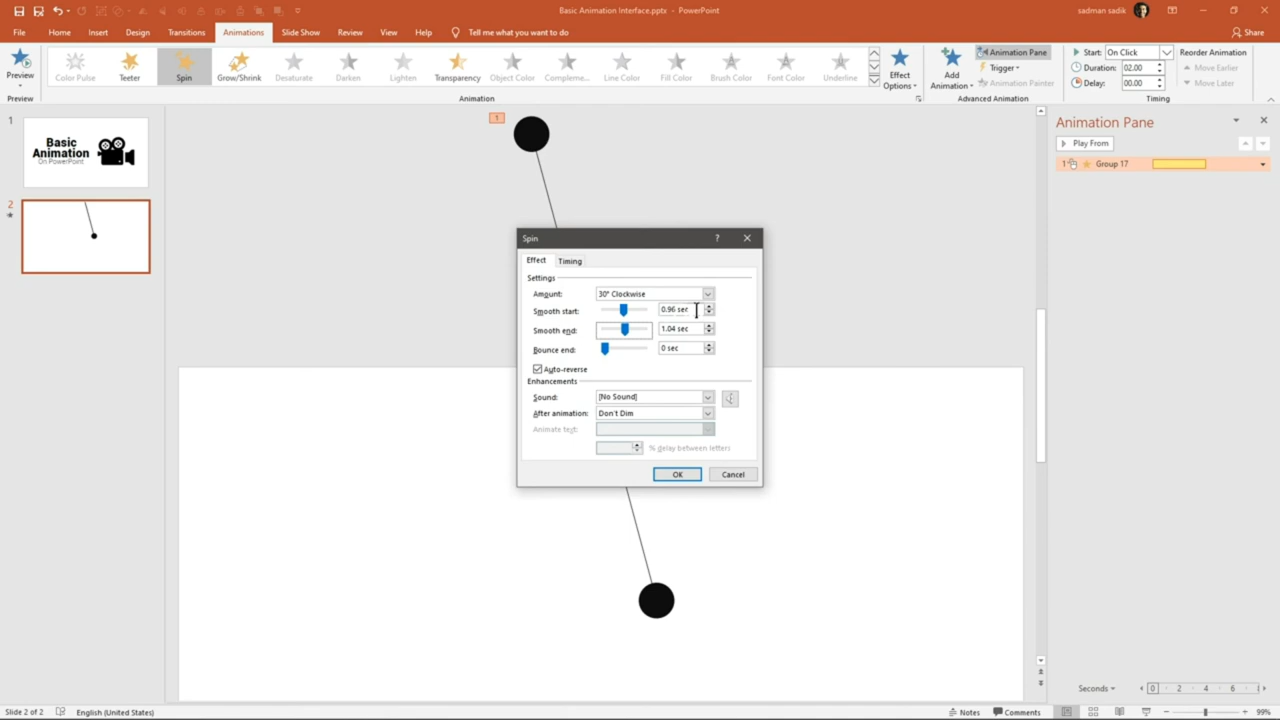 Basic Animation Interface.pptx - PowerPoint
sadman sadik
File Home Insert Design Transitions Animations Slide Show Review View Help Tell me what you want to do
Share
Preview
Color Pulse Teeter Spin Grow/Shrink Desaturate Darken Lighten Transparency Object Color Compleme... Line Color Fill Color Brush Color Font Color Underline
Effect Options
Add Animation
Animation Pane
Trigger
Animation Painter
Start: On Click
Duration: 02.00
Delay: 00.00
Reorder Animation
Move Earlier
Move Later
Preview
Animation
Advanced Animation
Timing
1
Basic
Animation
On PowerPoint
2
1
Animation Pane
Play From
1 Group 17
Spin
?
Effect Timing
Settings
Amount: 30° Clockwise
Smooth start: 0.96 sec
Smooth end: 1.04 sec
Bounce end: 0 sec
Auto-reverse
Enhancements
Sound: [No Sound]
After animation: Don't Dim
Animate text:
% delay between letters
OK Cancel
Seconds 0 2 4 6
Slide 2 of 2 English (United States) Notes Comments 99%